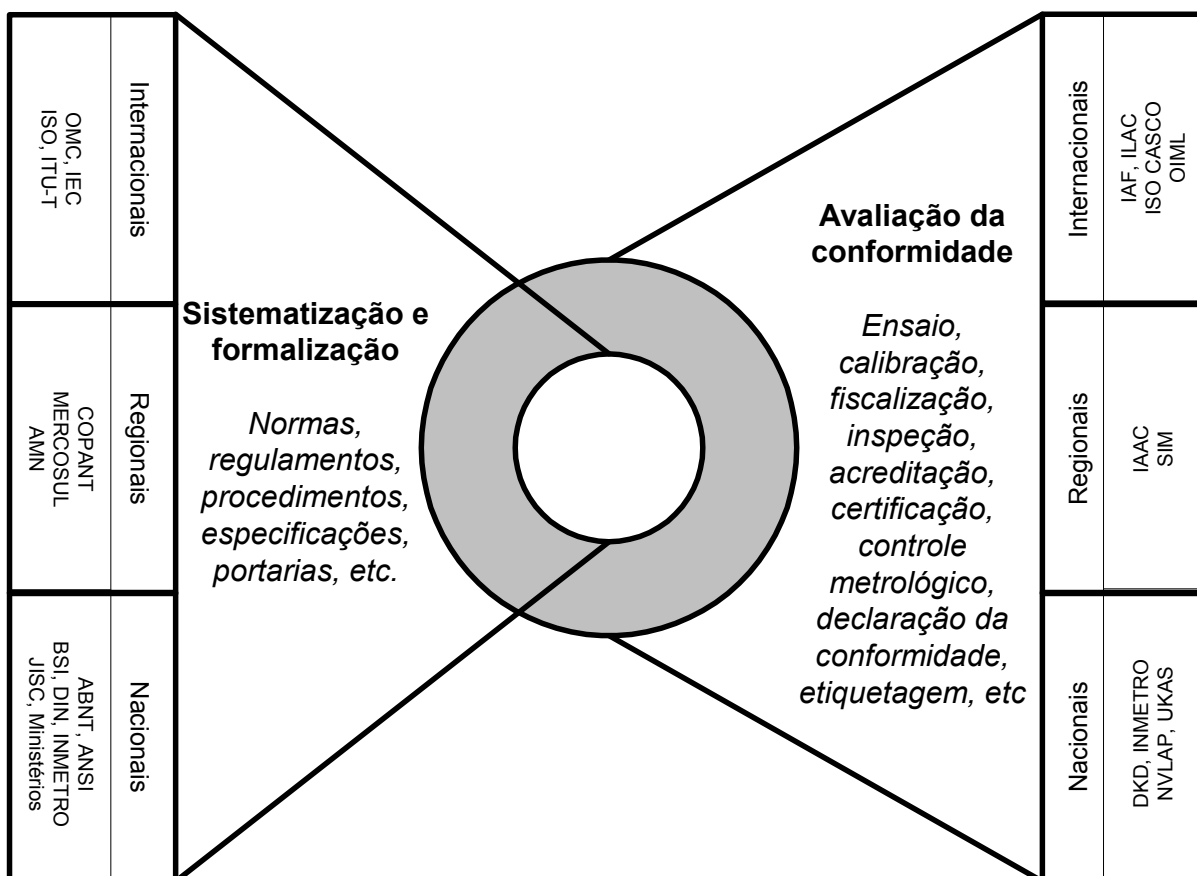 Internacionais
OMC, IEC
ISO, ITU-T
Regionais
COPANT
MERCOSUL
AMN
Nacionais
ABNT, ANSI
BSI, DIN, INMETRO
JISC, Ministérios
Sistematização e
formalização
Normas,
regulamentos,
procedimentos,
especificações,
portarias, etc.
Avaliação da
conformidade
Ensaio,
calibração,
fiscalização,
inspeção,
acreditação,
certificação,
controle
metrológico,
declaração da
conformidade,
etiquetagem, etc
Internacionais
IAF, ILAC
ISO CASCO
OIML
Regionais
IAAC
SIM
Nacionais
DKD, INMETRO
NVLAP, UKAS